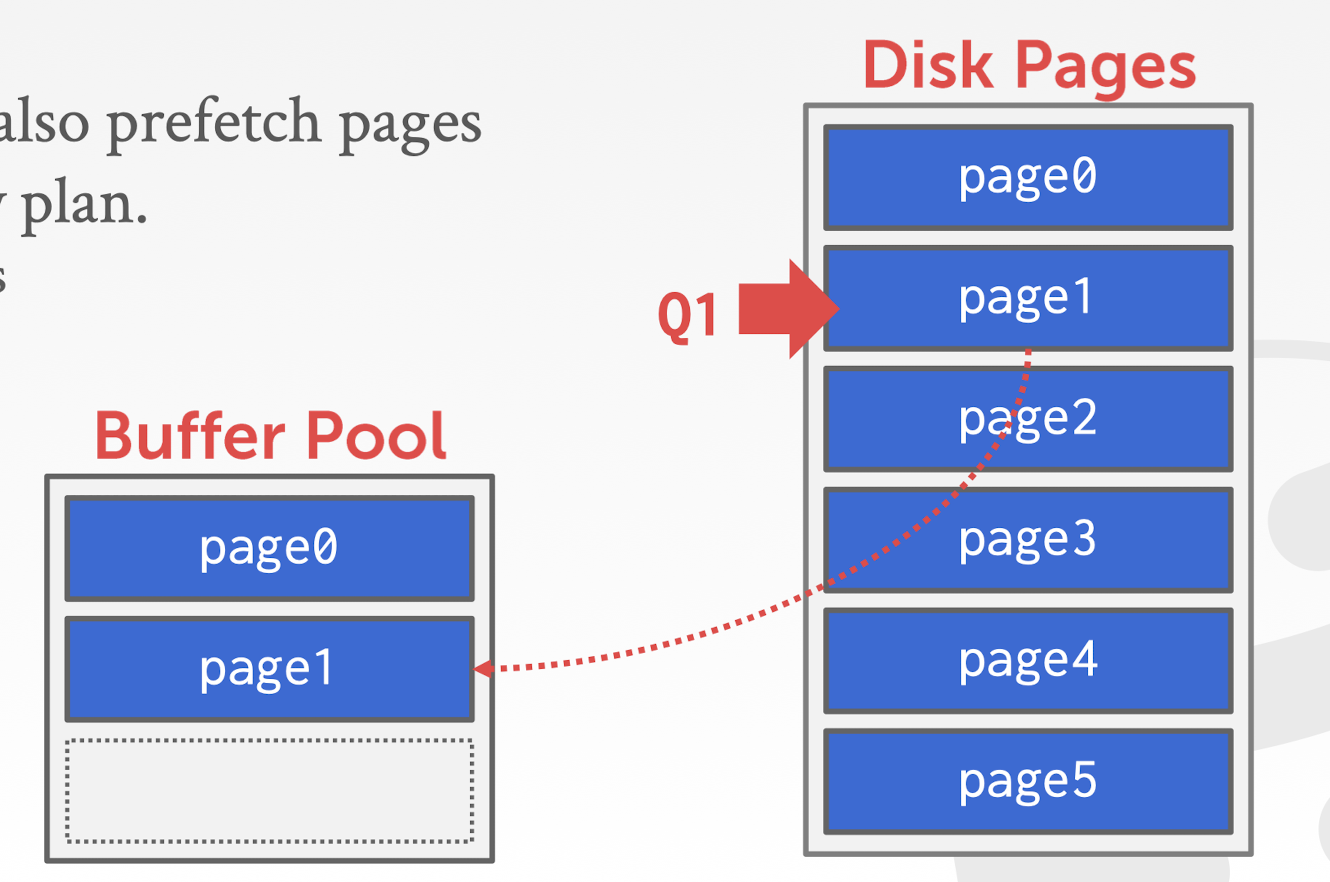 also prefetch pages
plan.
Disk Pages
page0
page1
page2
page3
page4
page5
Q1
Buffer Pool
page0
page1